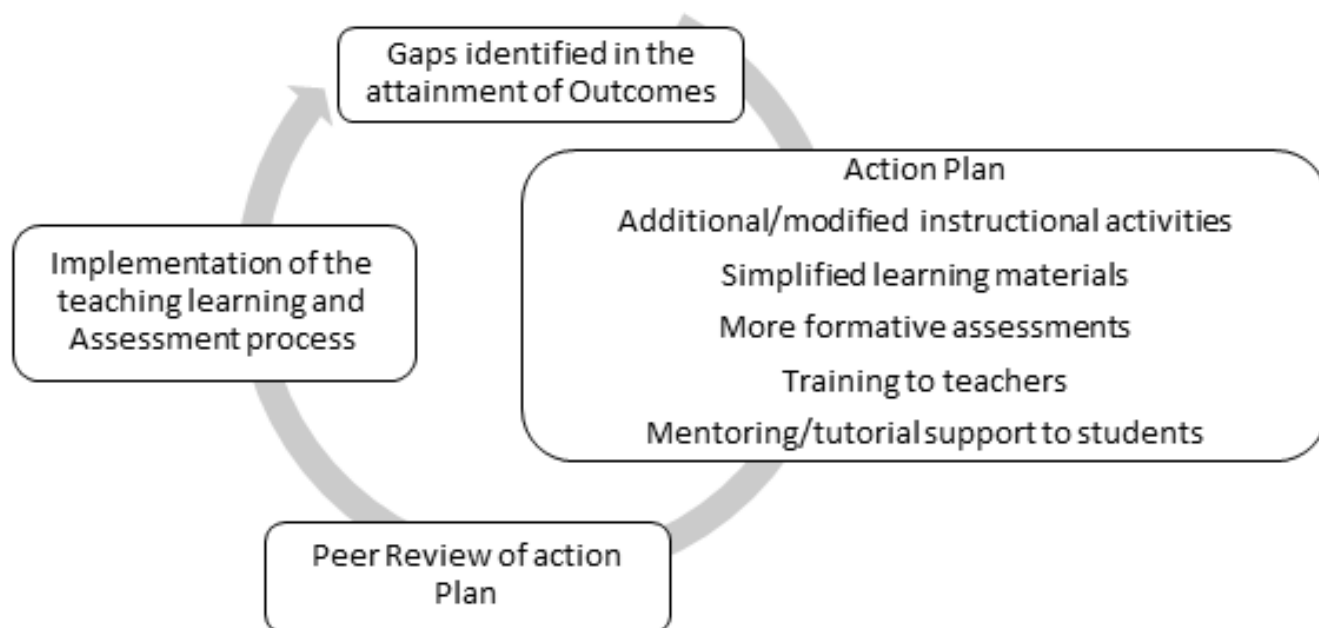 Gaps identified in the
attainment of Outcomes
Action Plan
Additional/modified instructional activities
Simplified learning materials
More formative assessments
Training to teachers
Mentoring/tutorial support to students
Peer Review of action
Plan
Implementation of the
teaching learning and
Assessment process